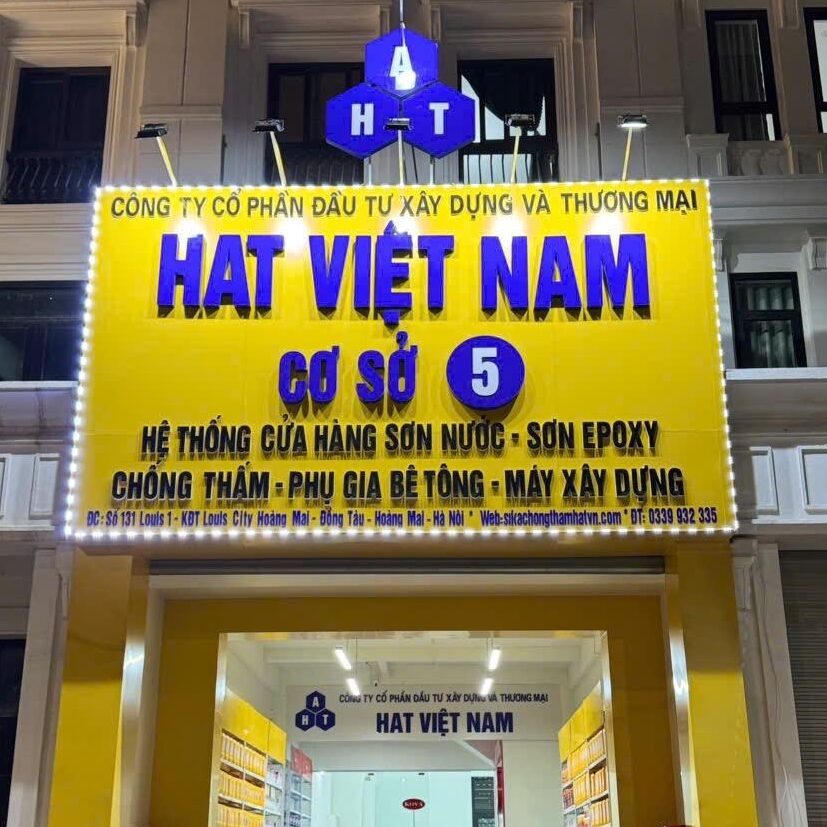 A
H T
CÔNG TY CỔ PHẦN ĐẦU TƯ XÂY DỰNG VÀ THƯƠNG MẠI
HAT VIỆT NAM
CƠ SỞ 5
HỆ THỐNG CỬA HÀNG SƠN NƯỚC - SƠN EPOXY
CHỐNG THẤM - PHỤ GIA BÊ TÔNG - MÁY XÂY DỰNG
ĐC: Số 131 Louis 1 - KĐT Louis City Hoàng Mai - Đồng Tàu - Hoàng Mai - Hà Nội * Web:sikachongthamhatvn.com * ĐT: 0339 932 335
A
H T
CÔNG TY CỔ PHẦN ĐẦU TƯ XÂY DỰNG VÀ THƯƠNG MẠI
HAT VIỆT NAM
KOVA